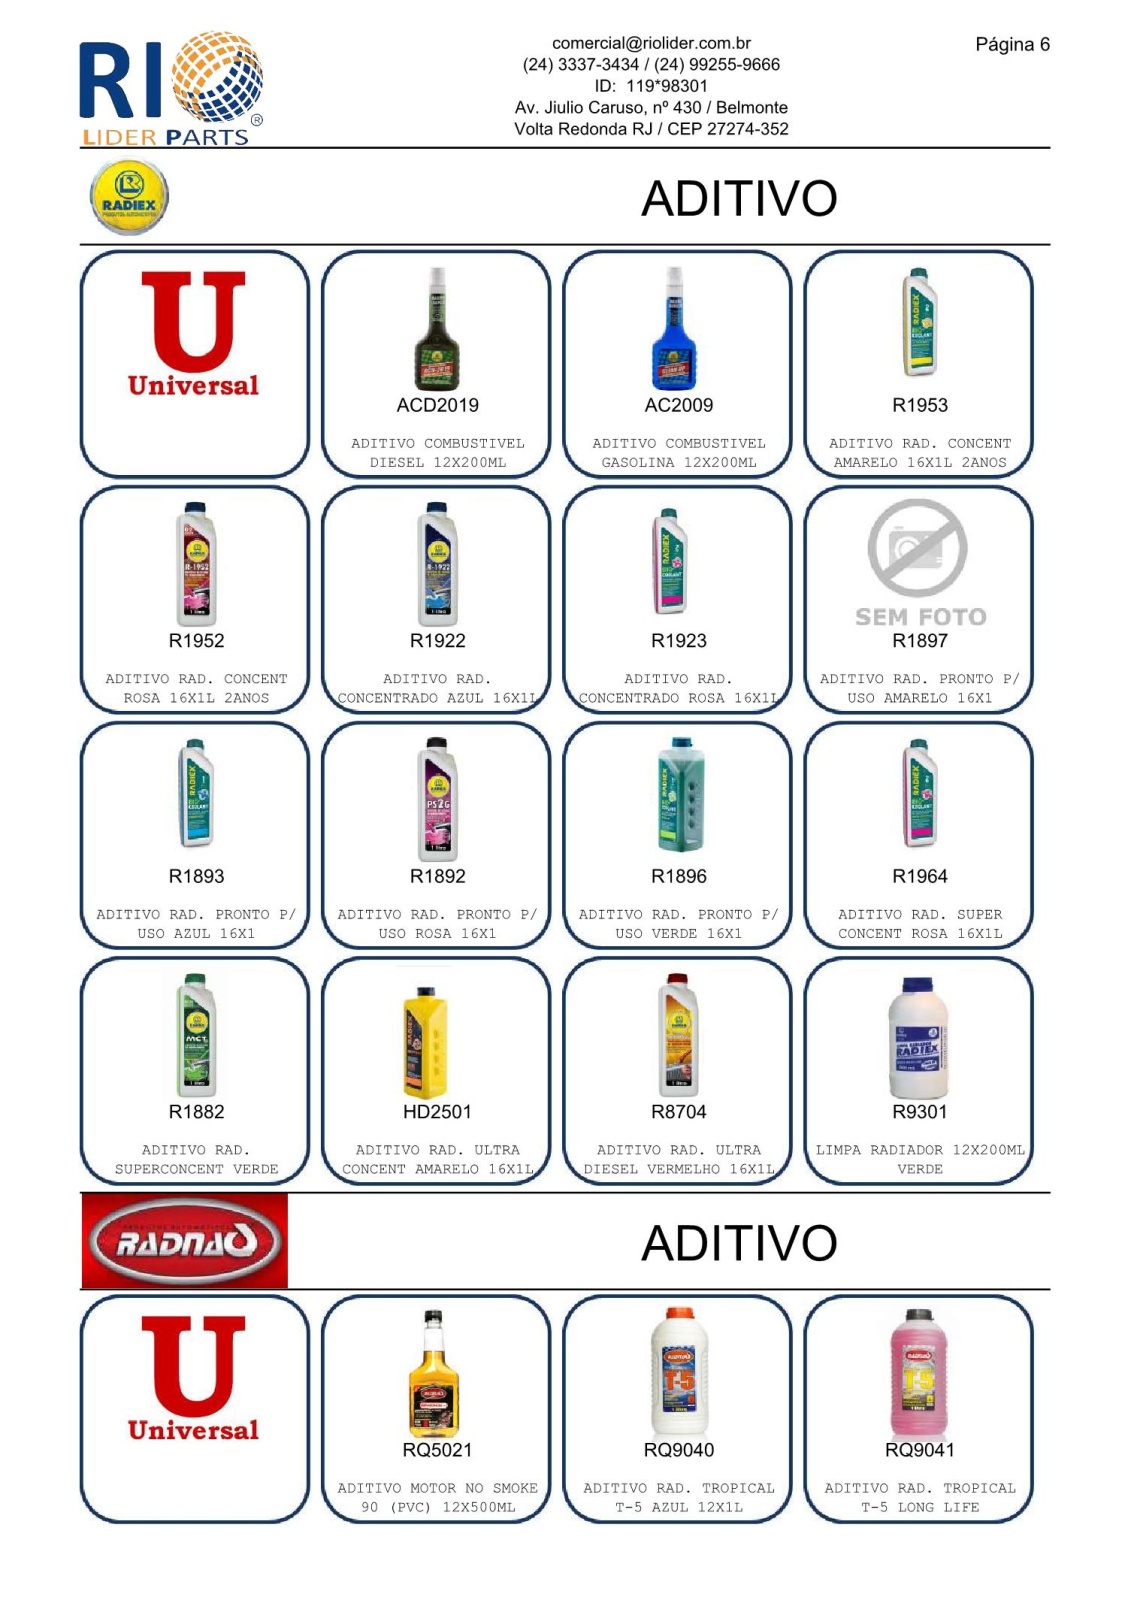 RIO
LIDER PARTS
comercial@riolider.com.br
(24) 3337-3434 / (24) 99255-9666
ID: 119*98301
Av. Jiulio Caruso, nº 430 / Belmonte
Volta Redonda RJ / CEP 27274-352
Página 6
RADIEX
ADITIVO
U
Universal
ACD2019
ADITIVO COMBUSTIVEL
DIESEL 12X200ML
AC2009
ADITIVO COMBUSTIVEL
GASOLINA 12X200ML
R1953
ADITIVO RAD. CONCENT
AMARELO 16X1L 2ANOS
R1952
ADITIVO RAD. CONCENT
ROSA 16X1L 2ANOS
R1922
ADITIVO RAD.
CONCENTRADO AZUL 16X1L
R1923
ADITIVO RAD.
CONCENTRADO ROSA 16X1L
SEM FOTO
R1897
ADITIVO RAD. PRONTO P/
USO AMARELO 16X1
R1893
ADITIVO RAD. PRONTO P/
USO AZUL 16X1
R1892
ADITIVO RAD. PRONTO P/
USO ROSA 16X1
R1896
ADITIVO RAD. PRONTO P/
USO VERDE 16X1
R1964
ADITIVO RAD. SUPER
CONCENT ROSA 16X1L
R1882
ADITIVO RAD.
SUPERCONCENT VERDE
HD2501
ADITIVO RAD. ULTRA
CONCENT AMARELO 16X1L
R8704
ADITIVO RAD. ULTRA
DIESEL VERMELHO 16X1L
R9301
LIMPA RADIADOR 12X200ML
VERDE
RADNAQ
ADITIVO
U
Universal
RQ5021
ADITIVO MOTOR NO SMOKE
90 (PVC) 12X500ML
RQ9040
ADITIVO RAD. TROPICAL
T-5 AZUL 12X1L
RQ9041
ADITIVO RAD. TROPICAL
T-5 LONG LIFE